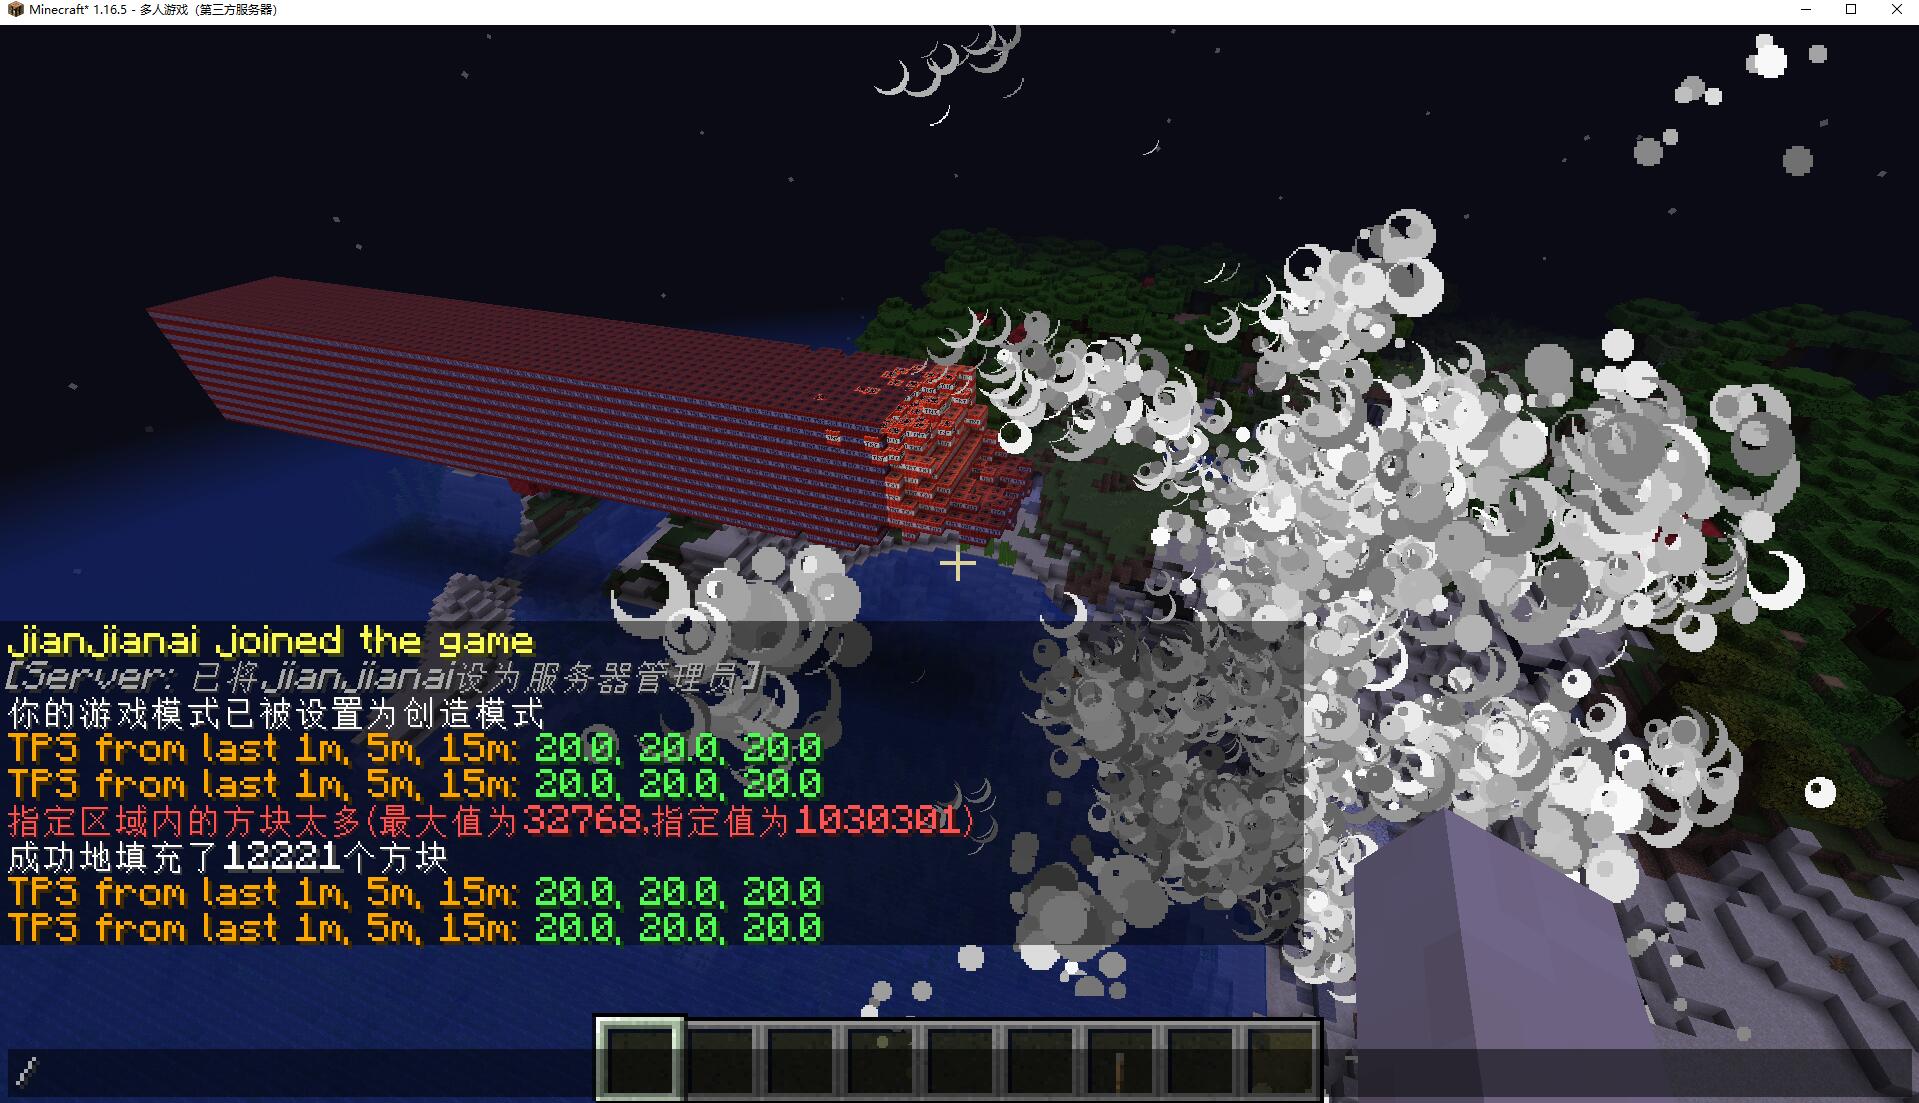 Minecraft* 1.16.5 - 多人游戏（第三方服务器）
jianjianai joined the game
[Server: 已将jianjianai设为服务器管理员]
你的游戏模式已被设置为创造模式
TPS from last 1m, 5m, 15m: 20.0, 20.0, 20.0
TPS from last 1m, 5m, 15m: 20.0, 20.0, 20.0
指定区域内的方块太多(最大值为32768,指定值为1030301)
成功地填充了12221个方块
TPS from last 1m, 5m, 15m: 20.0, 20.0, 20.0
TPS from last 1m, 5m, 15m: 20.0, 20.0, 20.0
/